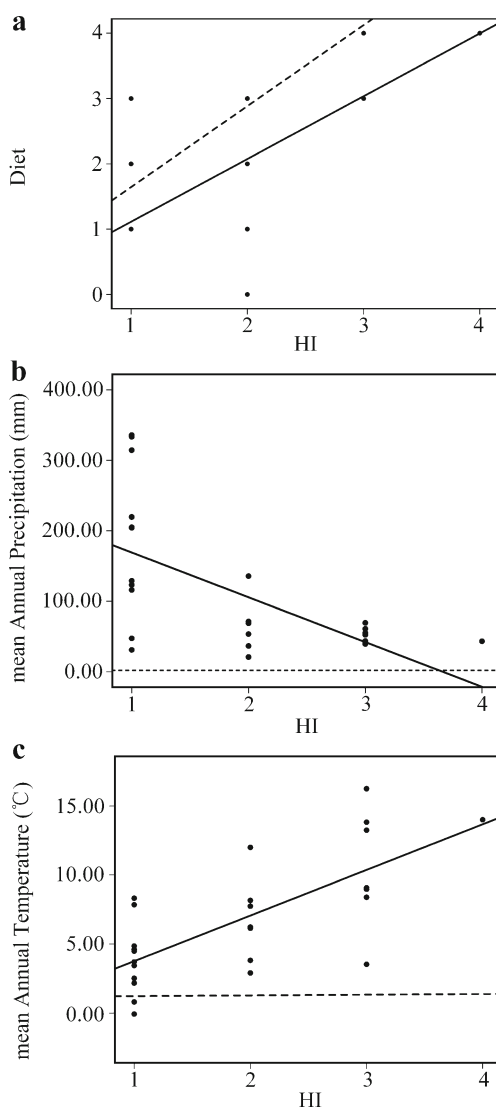 a
Diet
4
3
2
1
0
1 2 3 4
HI
b
mean Annual Precipitation (mm)
400.00
300.00
200.00
100.00
0.00
1 2 3 4
HI
c
mean Annual Temperature (℃)
15.00
10.00
5.00
0.00
1 2 3 4
HI